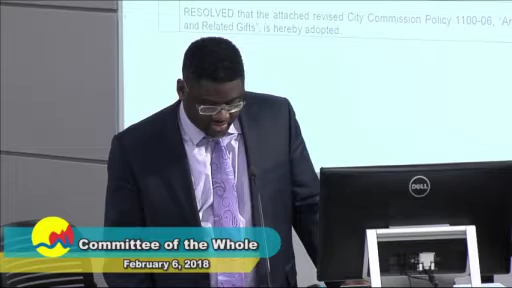 RESOLVED that the attached revised City Commission Policy 1100-06, "Ar
and Related Gifts", is hereby adopted.
DELL
Committee of the Whole
February 6, 2018